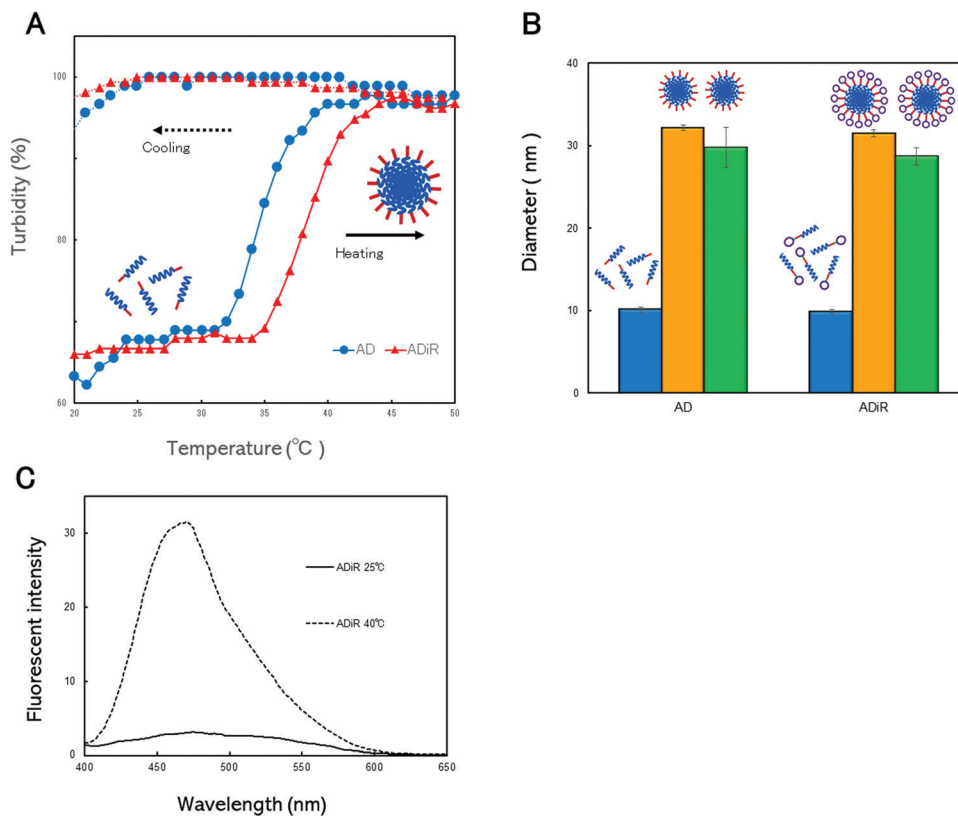 A
Turbidity (%)
100
80
60
Cooling
Heating
AD
ADiR
20
25
30
35
40
45
50
Temperature (℃)
B
Diameter ( nm)
40
30
20
10
0
AD
ADiR
C
Fluorescent intensity
30
20
10
0
ADiR 25℃
ADiR 40℃
400
450
500
550
600
650
Wavelength (nm)